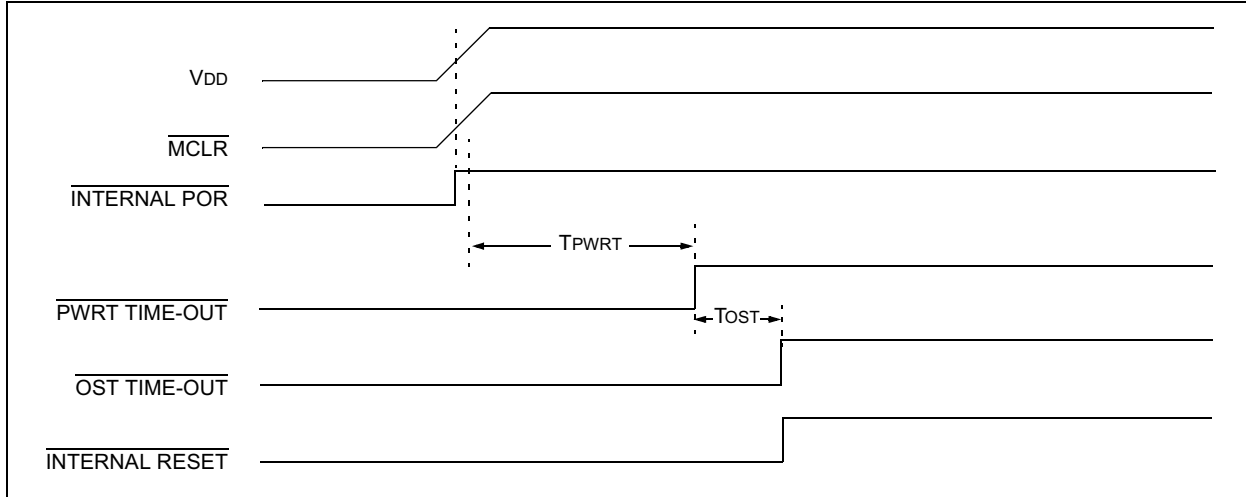 VDD
MCLR
INTERNAL POR
TPWRT
PWRT TIME-OUT
TOST
OST TIME-OUT
INTERNAL RESET